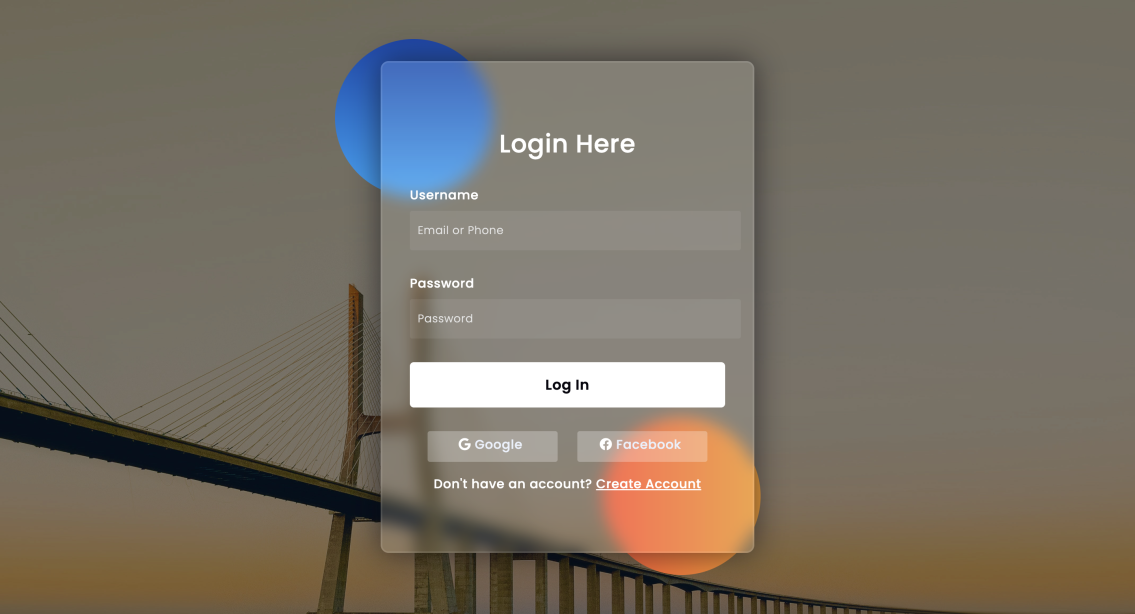 Login Here
Username
Email or Phone
Password
Password
Log In
Google Facebook
Don't have an account? Create Account